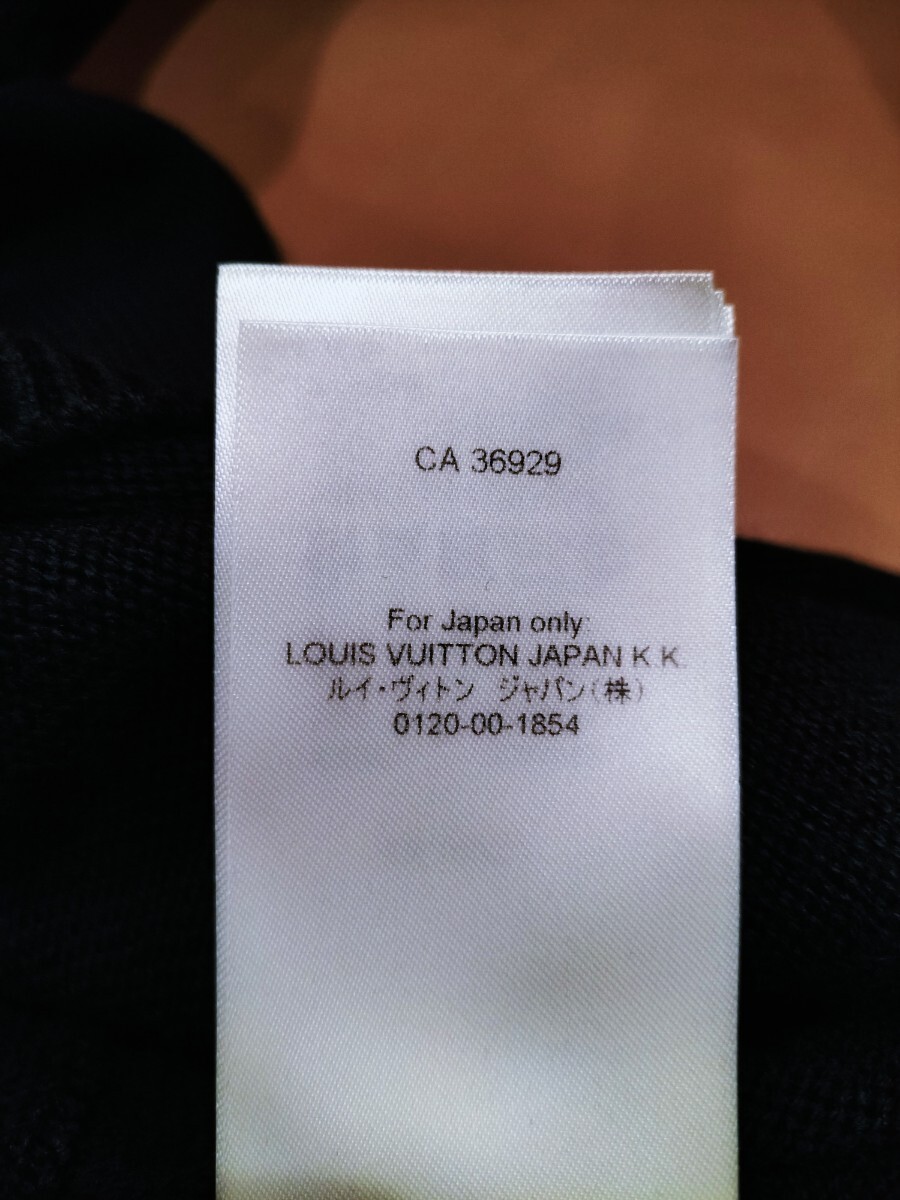 CA 36929
For Japan only:
LOUIS VUITTON JAPAN K.K.
ルイ・ヴィトン ジャパン(株)
0120-00-1854